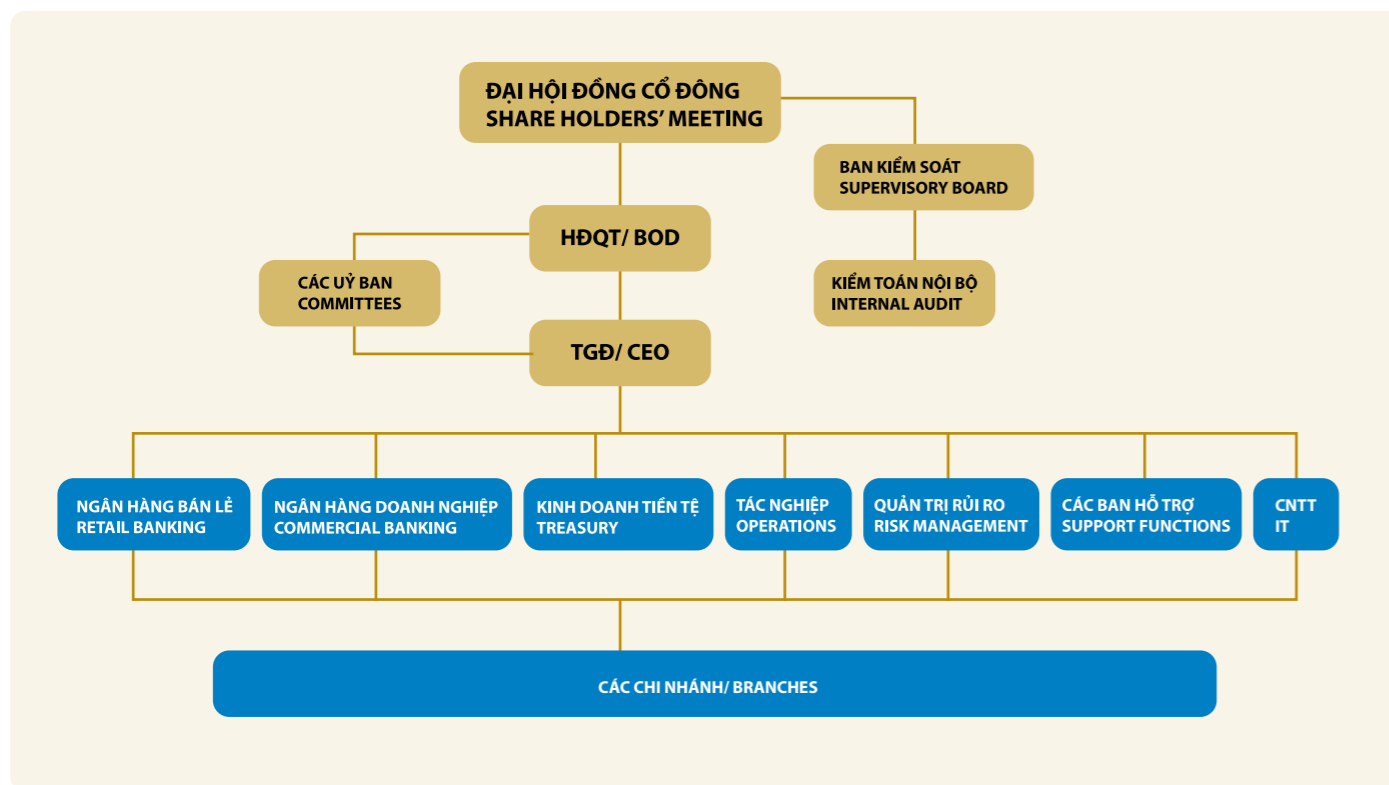 ĐẠI HỘI ĐỒNG CỔ ĐÔNG
SHARE HOLDERS’ MEETING
BAN KIỂM SOÁT
SUPERVISORY BOARD
HĐQT/ BOD
CÁC UỶ BAN
COMMITTEES
KIỂM TOÁN NỘI BỘ
INTERNAL AUDIT
TGĐ/ CEO
NGÂN HÀNG BÁN LẺ
RETAIL BANKING
NGÂN HÀNG DOANH NGHIỆP
COMMERCIAL BANKING
KINH DOANH TIỀN TỆ
TREASURY
TÁC NGHIỆP
OPERATIONS
QUẢN TRỊ RỦI RO
RISK MANAGEMENT
CÁC BAN HỖ TRỢ
SUPPORT FUNCTIONS
CNTT
IT
CÁC CHI NHÁNH/ BRANCHES